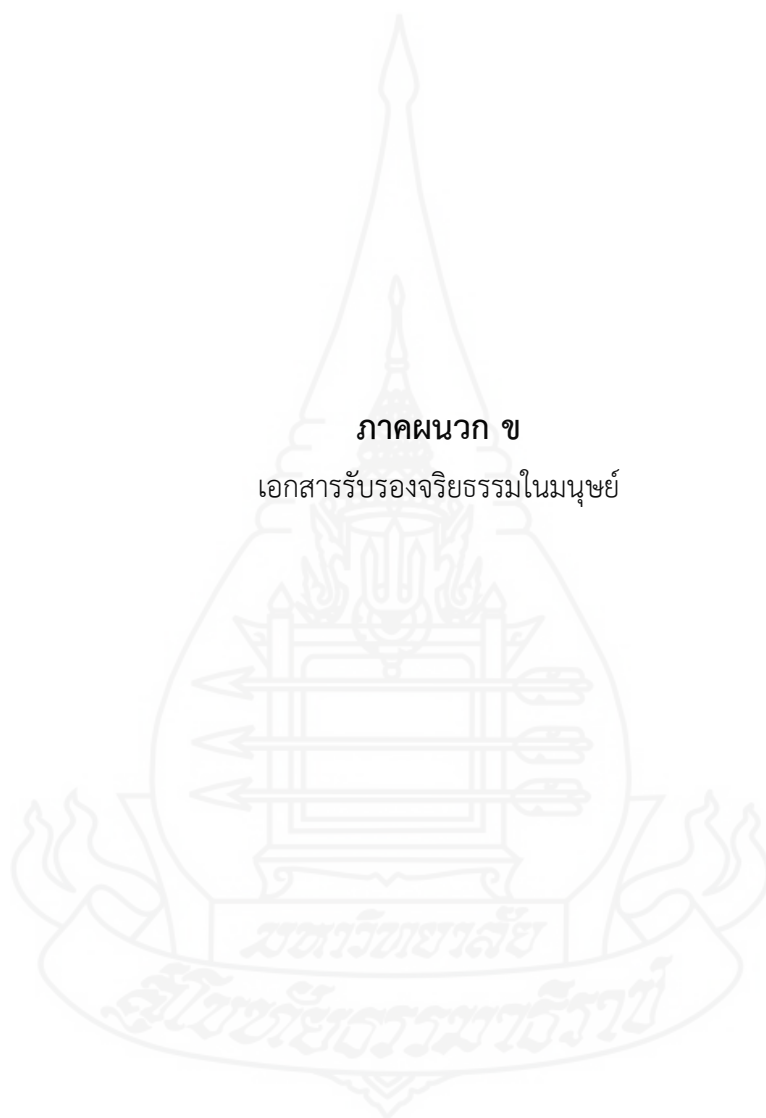 ภาคผนวก ข
เอกสารรับรองจริยธรรมในมนุษย์
มหาวิทยาลัย
สุโขทัยธรรมาธิราช